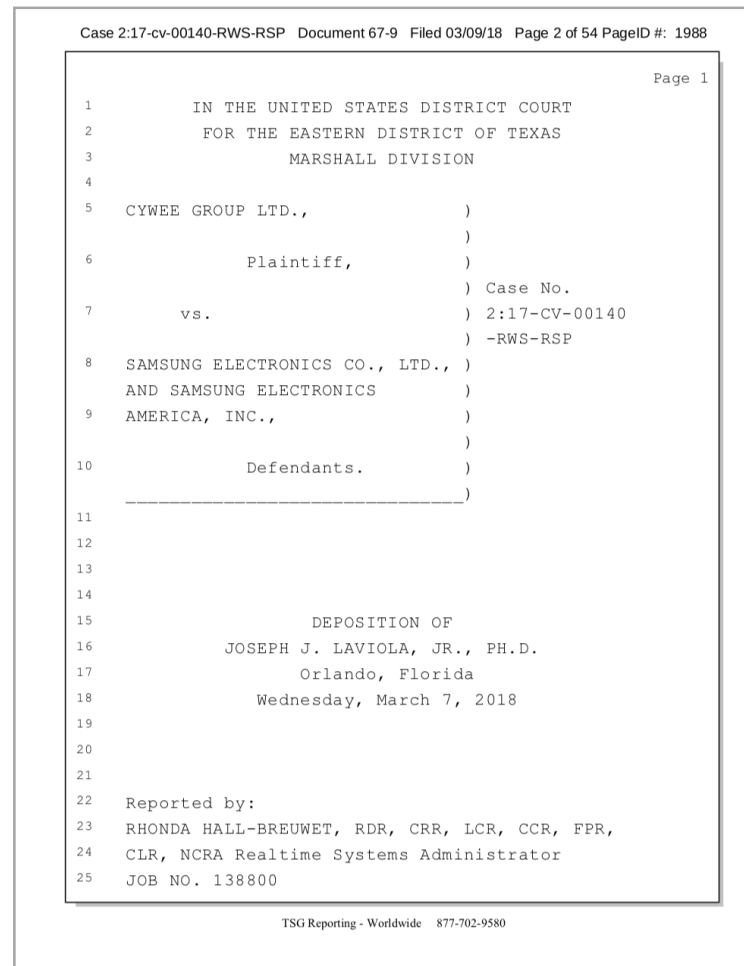 Case 2:17-cv-00140-RWS-RSP Document 67-9 Filed 03/09/18 Page 2 of 54 PageID #: 1988
Page 1
1 IN THE UNITED STATES DISTRICT COURT
2 FOR THE EASTERN DISTRICT OF TEXAS
3 MARSHALL DIVISION
4
5 CYWEE GROUP LTD., )
)
6 Plaintiff, )
) Case No.
7 vs. ) 2:17-CV-00140
) -RWS-RSP
8 SAMSUNG ELECTRONICS CO., LTD., )
AND SAMSUNG ELECTRONICS )
9 AMERICA, INC., )
)
10 Defendants. )
_______________________________)
11
12
13
14
15 DEPOSITION OF
16 JOSEPH J. LAVIOLA, JR., PH.D.
17 Orlando, Florida
18 Wednesday, March 7, 2018
19
20
21
22 Reported by:
23 RHONDA HALL-BREUWET, RDR, CRR, LCR, CCR, FPR,
24 CLR, NCRA Realtime Systems Administrator
25 JOB NO. 138800
TSG Reporting - Worldwide 877-702-9580